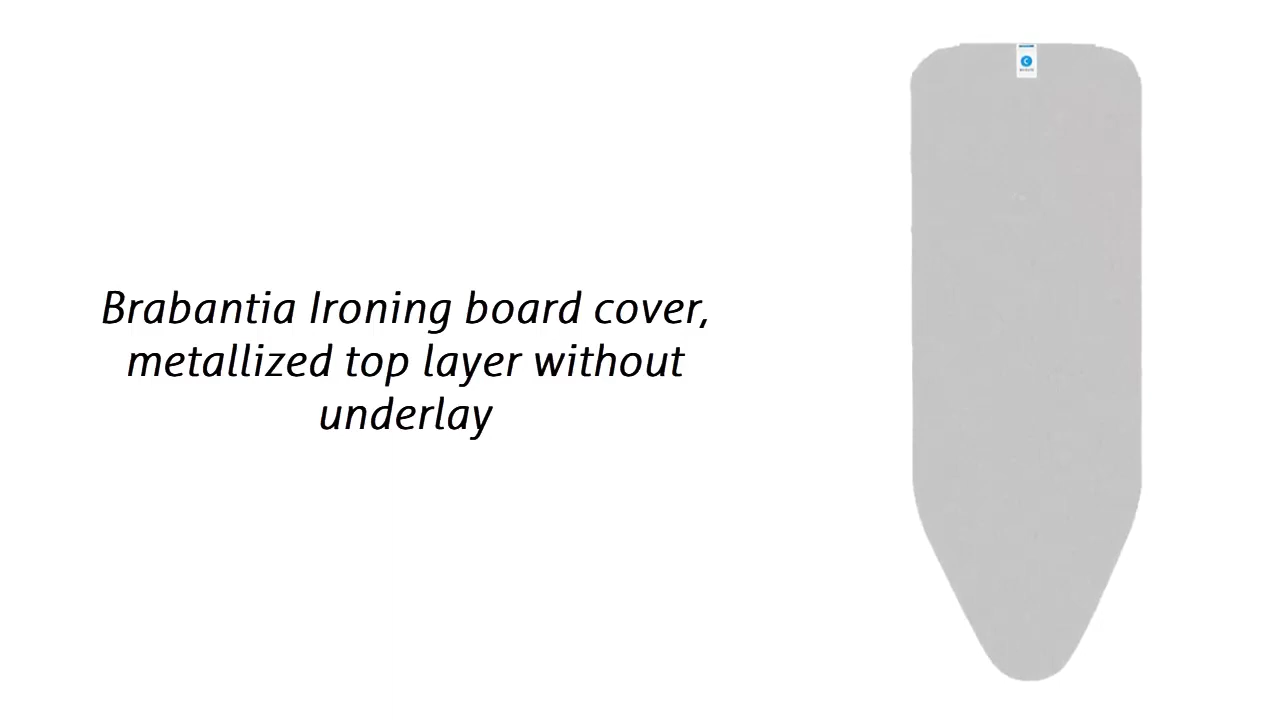 Brabantia Ironing board cover,
metallized top layer without
underlay
C